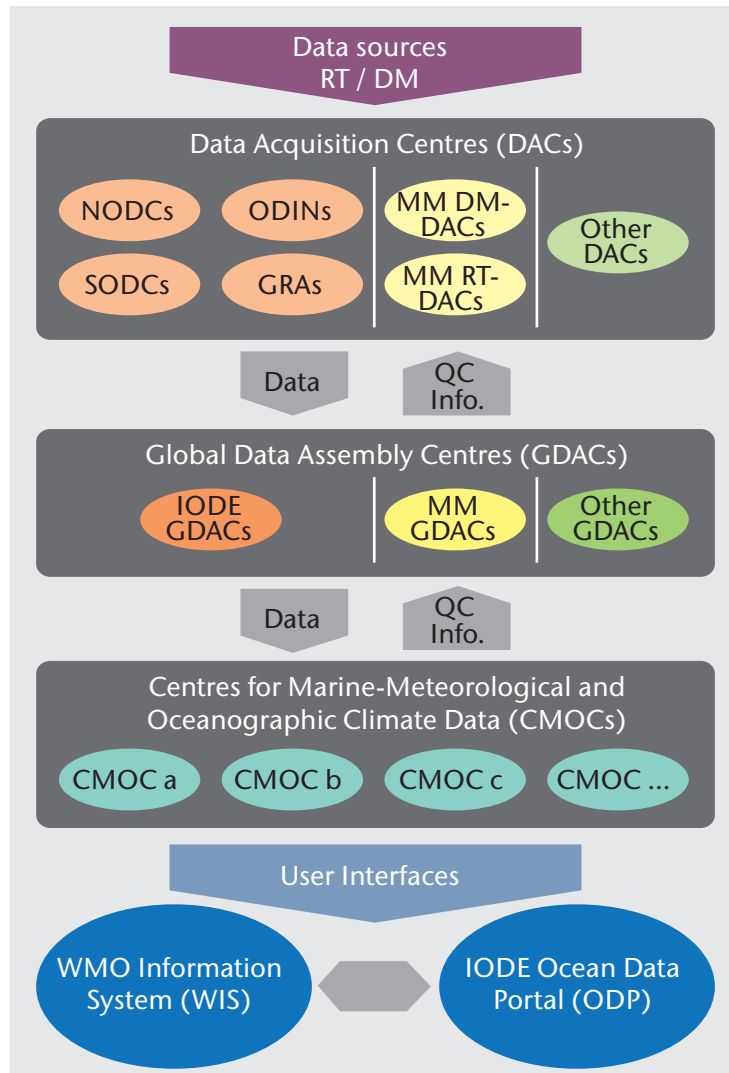 Data sources
RT / DM
Data Acquisition Centres (DACs)
NODCs
ODINs
MM DM-
DACs
Other
DACs
SODCs
GRAs
MM RT-
DACs
Data
QC
Info.
Global Data Assembly Centres (GDACs)
IODE
GDACs
MM
GDACs
Other
GDACs
Data
QC
Info.
Centres for Marine-Meteorological and
Oceanographic Climate Data (CMOCs)
CMOC a
CMOC b
CMOC c
CMOC ...
User Interfaces
WMO Information
System (WIS)
IODE Ocean Data
Portal (ODP)